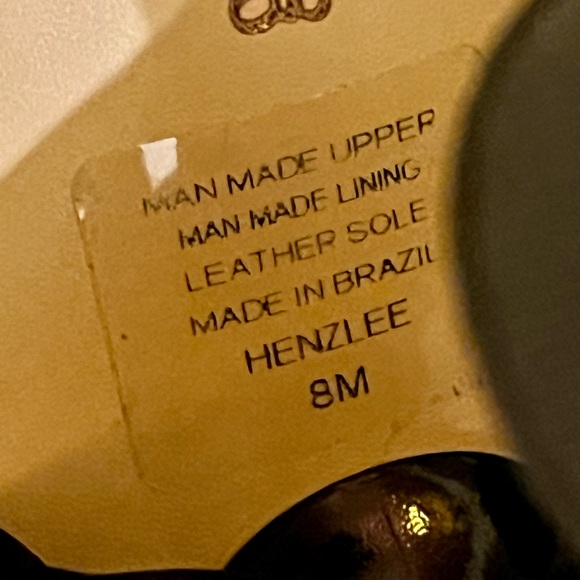 MAN MADE UPPER
MAN MADE LINING
LEATHER SOLE
MADE IN BRAZIL
HENZLEE
8M